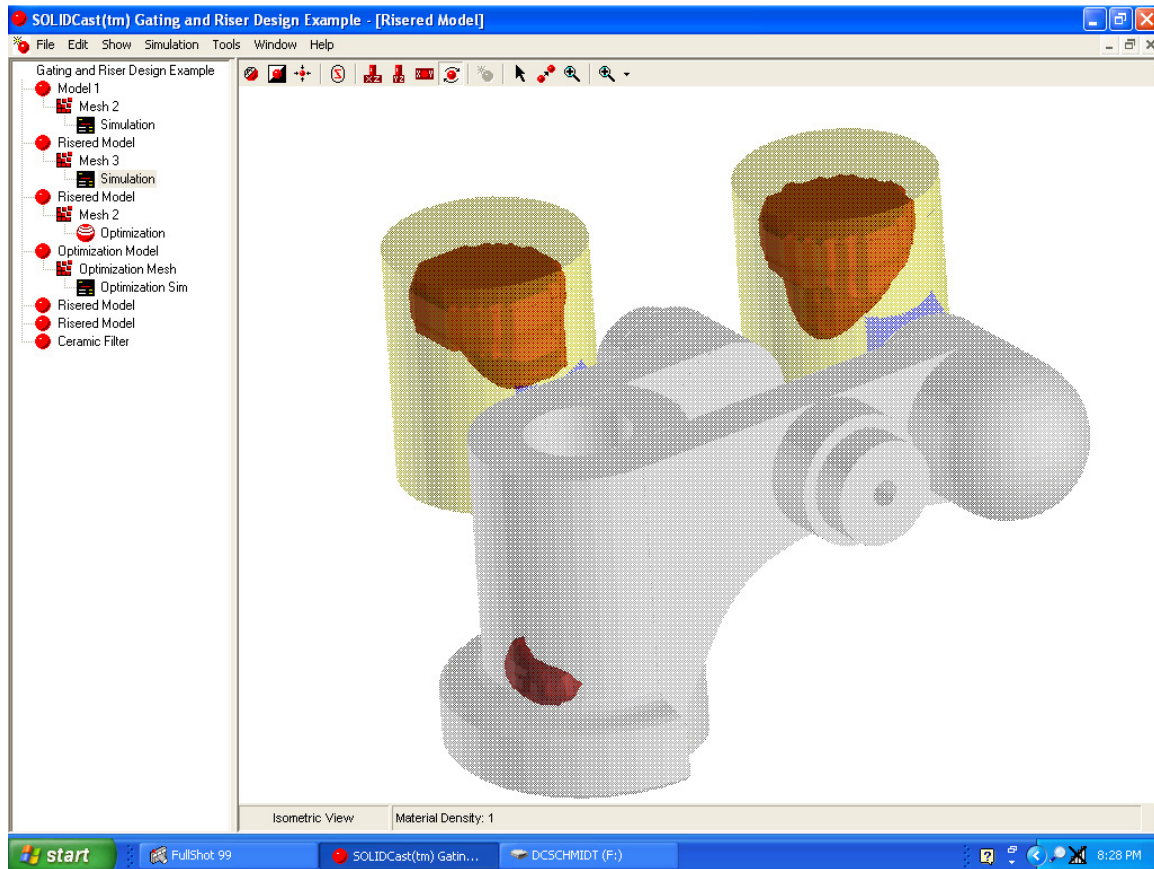 SOLIDCast(tm) Gating and Riser Design Example - [Risered Model]
File Edit Show Simulation Tools Window Help
Gating and Riser Design Example
Model 1
Mesh 2
Simulation
Risered Model
Mesh 3
Simulation
Risered Model
Mesh 2
Optimization
Optimization Model
Optimization Mesh
Optimization Sim
Risered Model
Risered Model
Ceramic Filter
XZ YZ XY
Isometric View Material Density: 1
start FullShot 99 SOLIDCast(tm) Gatin... DCSCHMIDT (F:) 8:28 PM